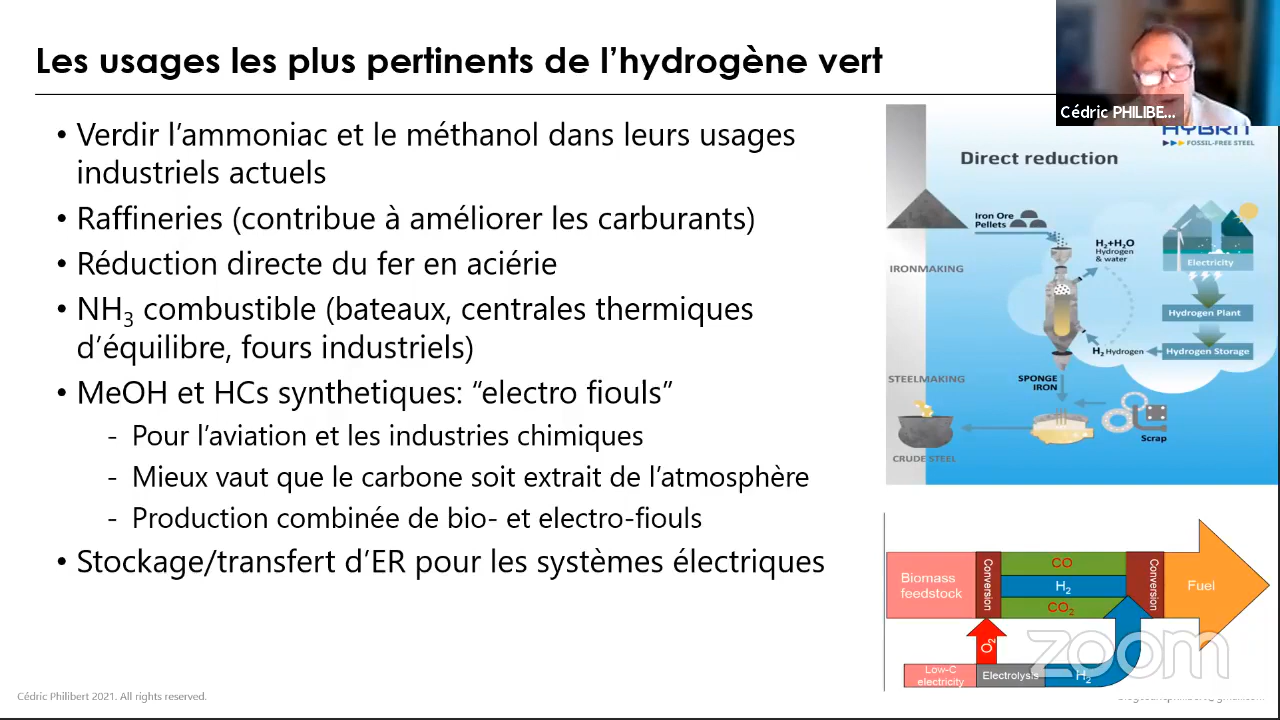 Les usages les plus pertinents de l’hydrogène vert
• Verdir l’ammoniac et le méthanol dans leurs usages
industriels actuels
• Raffineries (contribue à améliorer les carburants)
• Réduction directe du fer en aciérie
• NH3 combustible (bateaux, centrales thermiques
d’équilibre, fours industriels)
• MeOH et HCs synthetiques: “electro fiouls”
- Pour l’aviation et les industries chimiques
- Mieux vaut que le carbone soit extrait de l’atmosphère
- Production combinée de bio- et electro-fiouls
• Stockage/transfert d’ER pour les systèmes électriques
Cédric PHILIBE...
HYBRIT
FOSSIL-FREE STEEL
Direct reduction
Iron Ore
Pellets
H2+H2O
Hydrogen
& water
IRONMAKING
Electricity
Hydrogen Plant
H2 Hydrogen
Hydrogen Storage
STEELMAKING
SPONGE
IRON
Scrap
CRUDE STEEL
Biomass
feedstock
Conversion
CO
H2
CO2
Conversion
Fuel
O2
Low-C
electricity
Electrolysis
H2
zoom
Cédric Philibert 2021. All rights reserved.